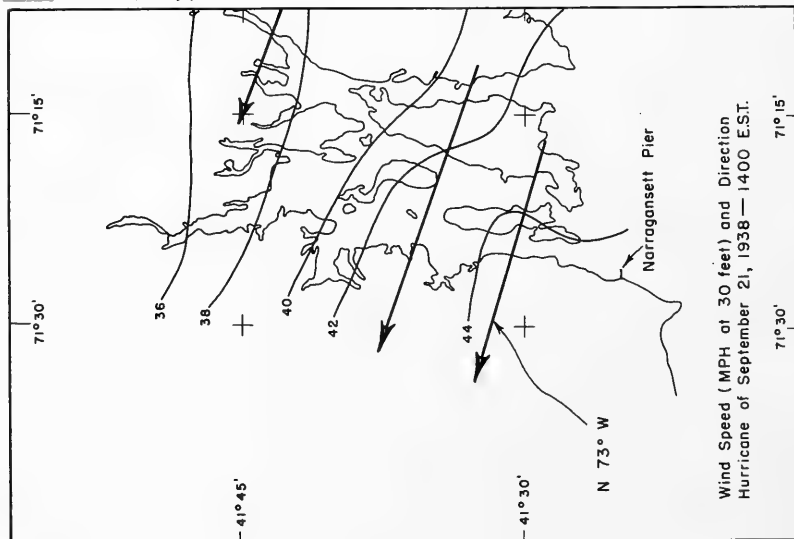 71°30'
71°15'
41°45'
36
38
40
42
44
41°30'
N 73° W
Narragansett Pier
71°30'
71°15'
Wind Speed (MPH at 30 feet) and Direction
Hurricane of September 21, 1938 — 1400 E.S.T.